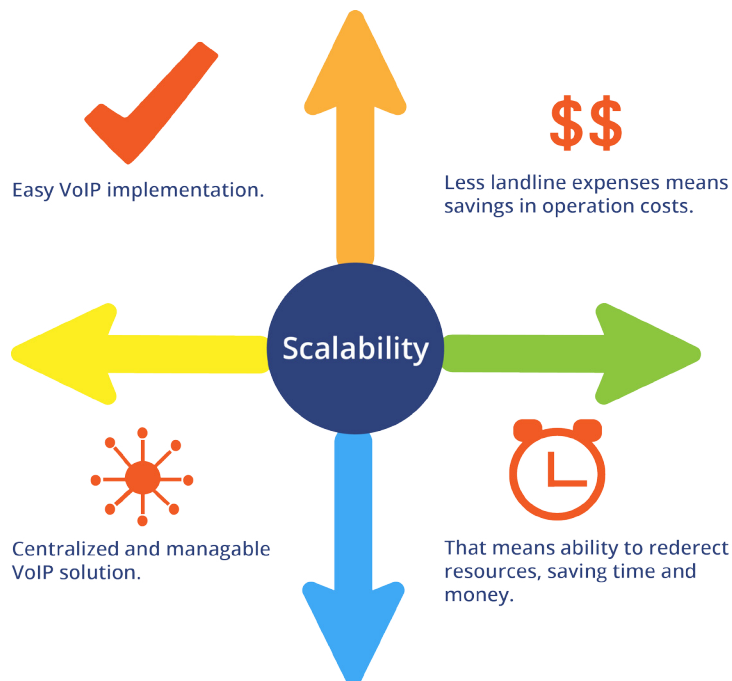 $$
Easy VoIP implementation.
Less landline expenses means
savings in operation costs.
Scalability
Centralized and managable
VoIP solution.
That means ability to rederect
resources, saving time and
money.